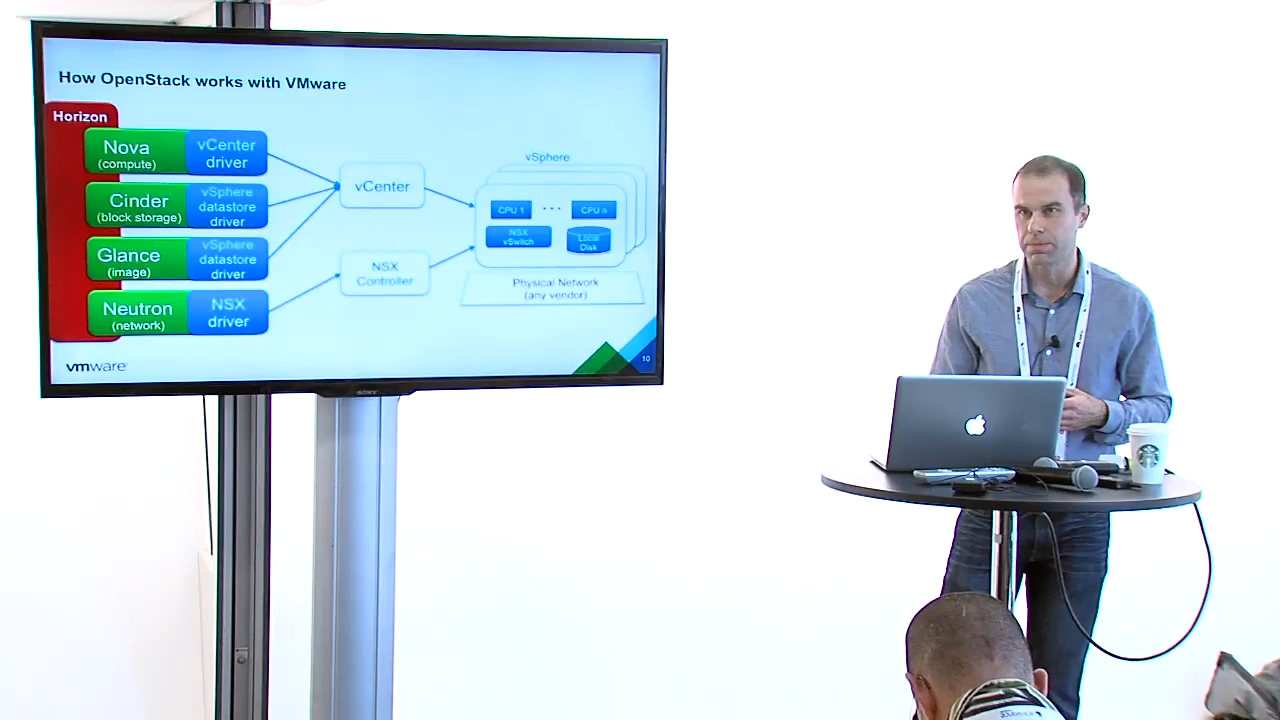 How OpenStack works with VMware
Horizon
Nova
(compute)
vCenter
driver
Cinder
(block storage)
vSphere
datastore
driver
Glance
(image)
vSphere
datastore
driver
Neutron
(network)
NSX
driver
vCenter
NSX
Controller
vSphere
CPU 1
• • •
CPU n
NSX
vSwitch
Local
Disk
Physical Network
(any vendor)
vmware
10
SONY